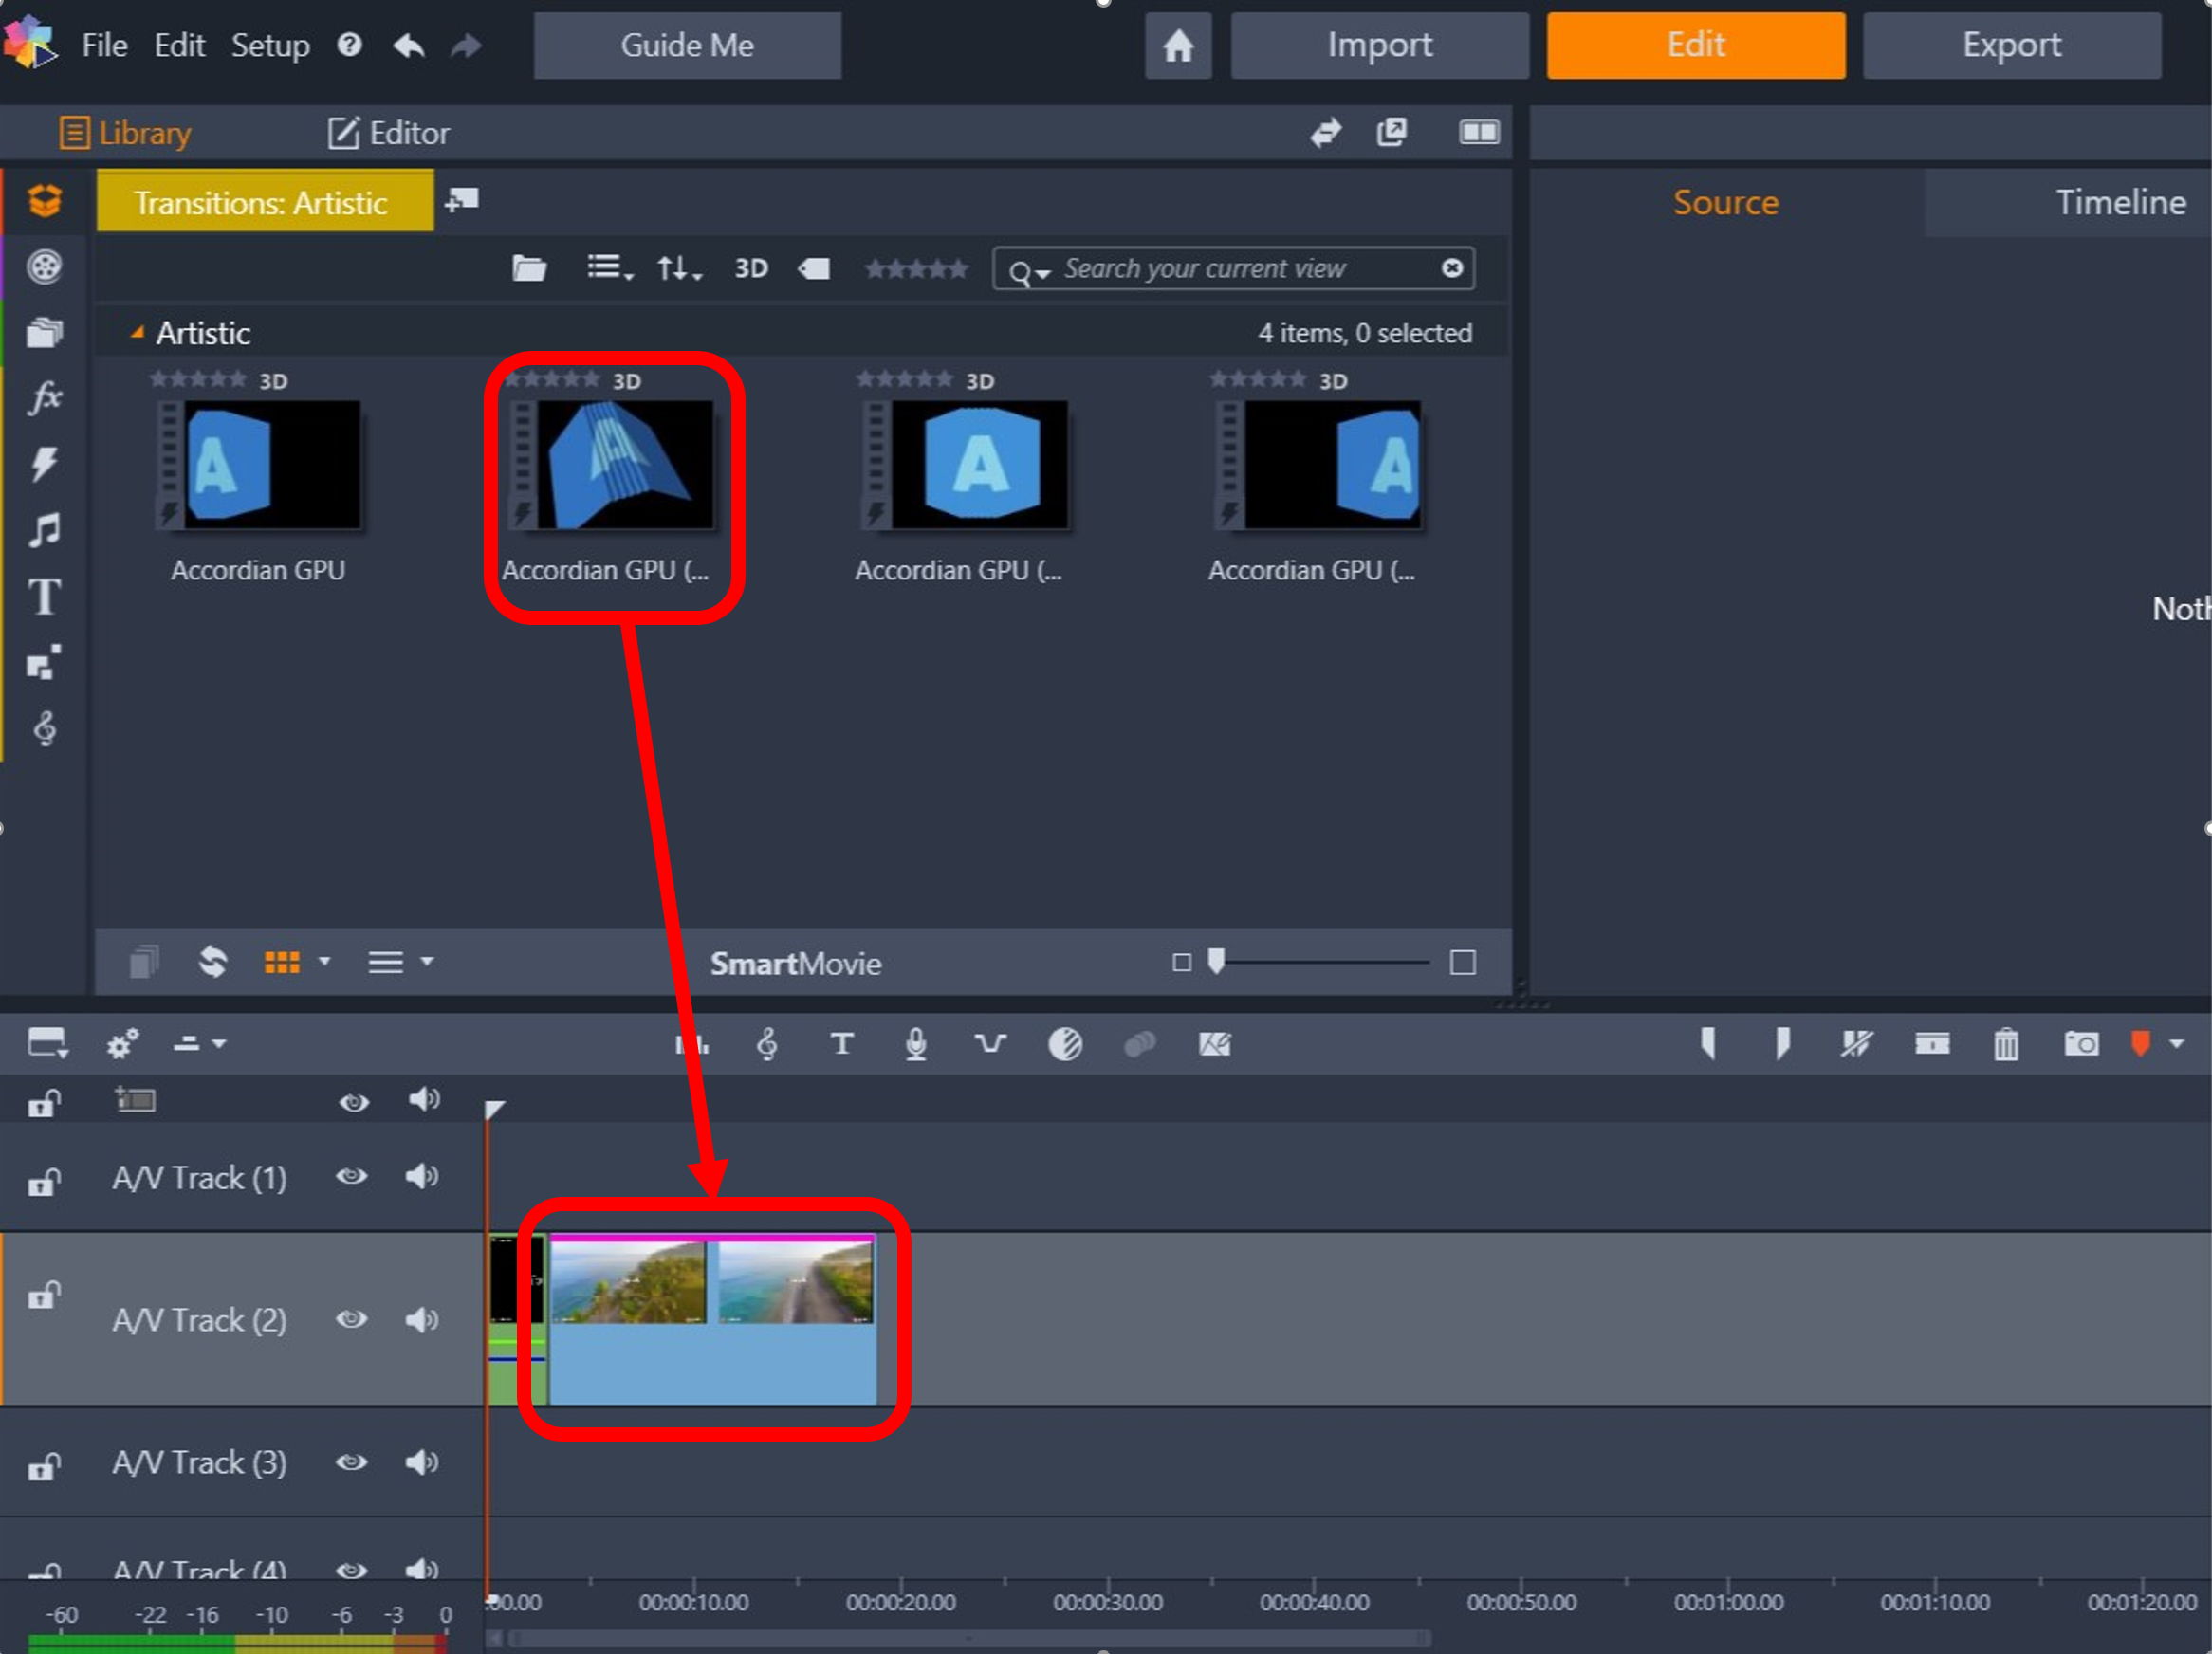 File Edit Setup ? Guide Me Import Edit Export
Library Editor
Transitions: Artistic Source Timeline
3D Search your current view
Artistic 4 items, 0 selected
3D 3D 3D 3D
A A A A
Accordian GPU Accordian GPU (... Accordian GPU (... Accordian GPU (...
Noth
SmartMovie
A/V Track (1)
A/V Track (2)
A/V Track (3)
A/V Track (4)
:00.00 00:00:10.00 00:00:20.00 00:00:30.00 00:00:40.00 00:00:50.00 00:01:00.00 00:01:10.00 00:01:20.00
-60 -22 -16 -10 -6 -3 0